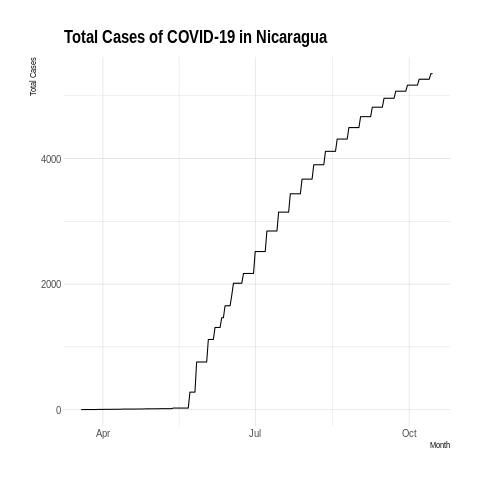 Total Cases of COVID-19 in Nicaragua
Total Cases
4000
2000
0
Apr
Jul
Oct
Month